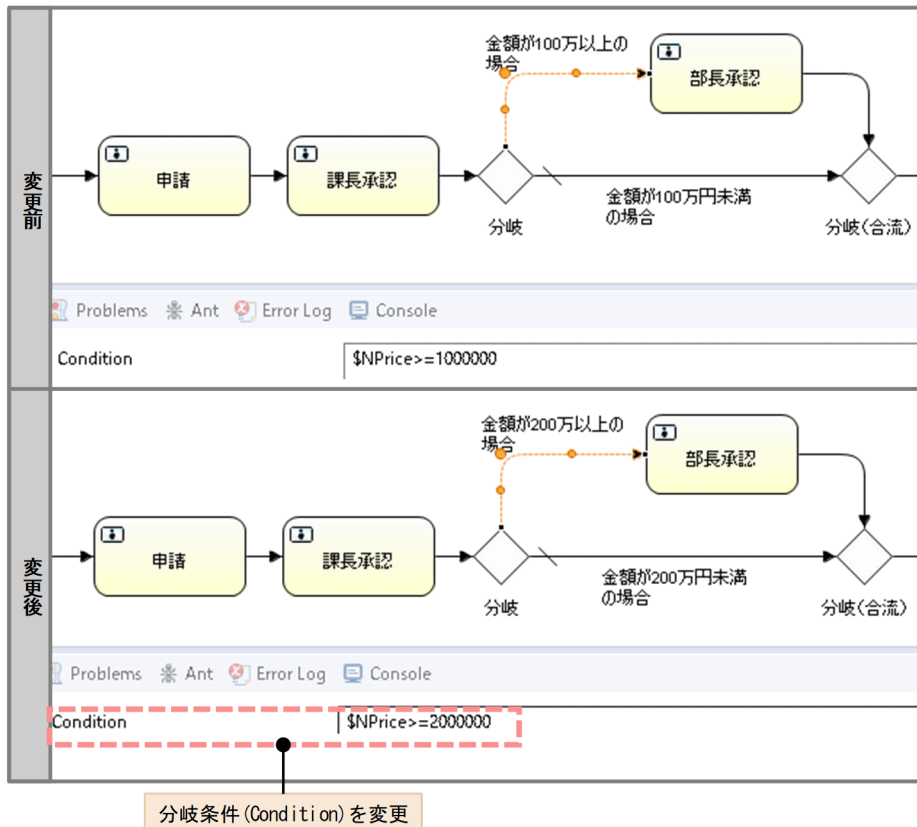 変更前
金額が100万以上の
場合
部長承認
申請
課長承認
金額が100万円未満
の場合
分岐
分岐(合流)
Problems Ant Error Log Console
Condition $NPrice>=1000000
変更後
金額が200万以上の
場合
部長承認
申請
課長承認
金額が200万円未満
の場合
分岐
分岐(合流)
Problems Ant Error Log Console
Condition $NPrice>=2000000
分岐条件(Condition)を変更